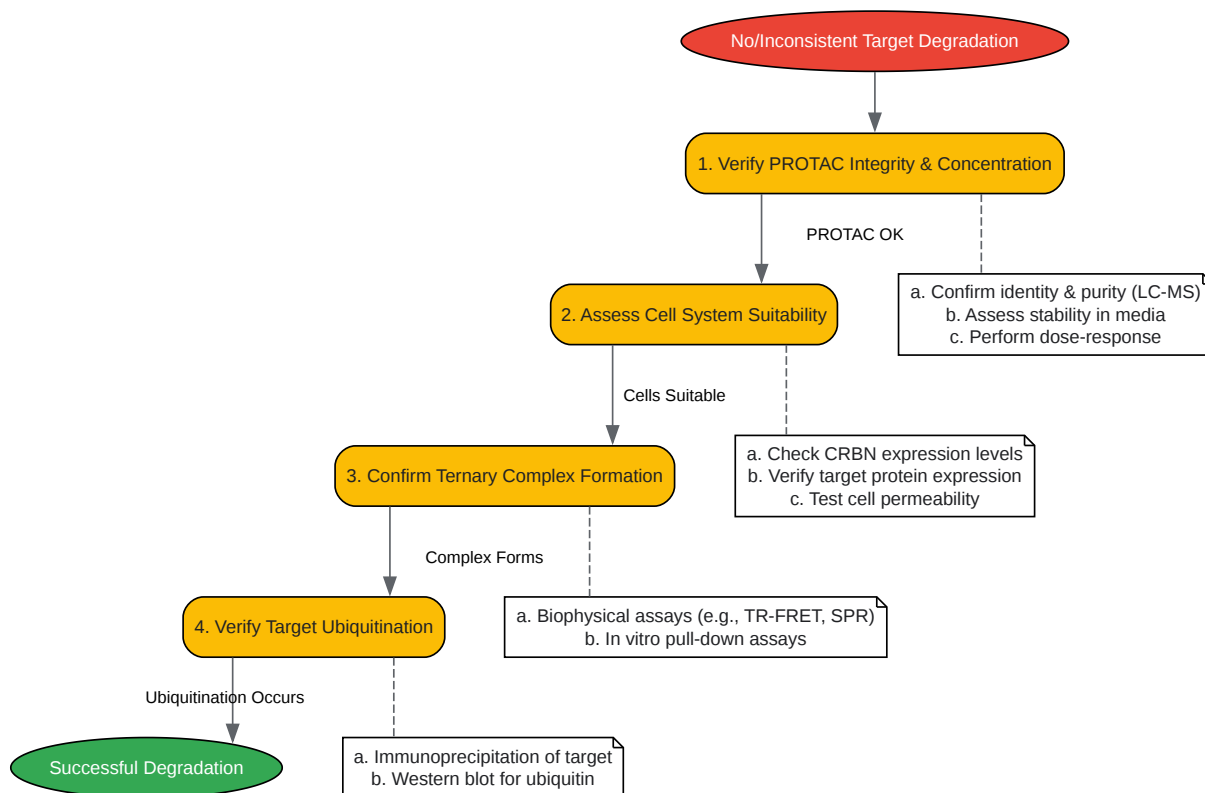 No/Inconsistent Target Degradation
1. Verify PROTAC Integrity & Concentration
PROTAC OK
a. Confirm identity & purity (LC-MS)
b. Assess stability in media
c. Perform dose-response
2. Assess Cell System Suitability
Cells Suitable
a. Check CRBN expression levels
b. Verify target protein expression
c. Test cell permeability
3. Confirm Ternary Complex Formation
Complex Forms
a. Biophysical assays (e.g., TR-FRET, SPR)
b. In vitro pull-down assays
4. Verify Target Ubiquitination
Ubiquitination Occurs
a. Immunoprecipitation of target
b. Western blot for ubiquitin
Successful Degradation